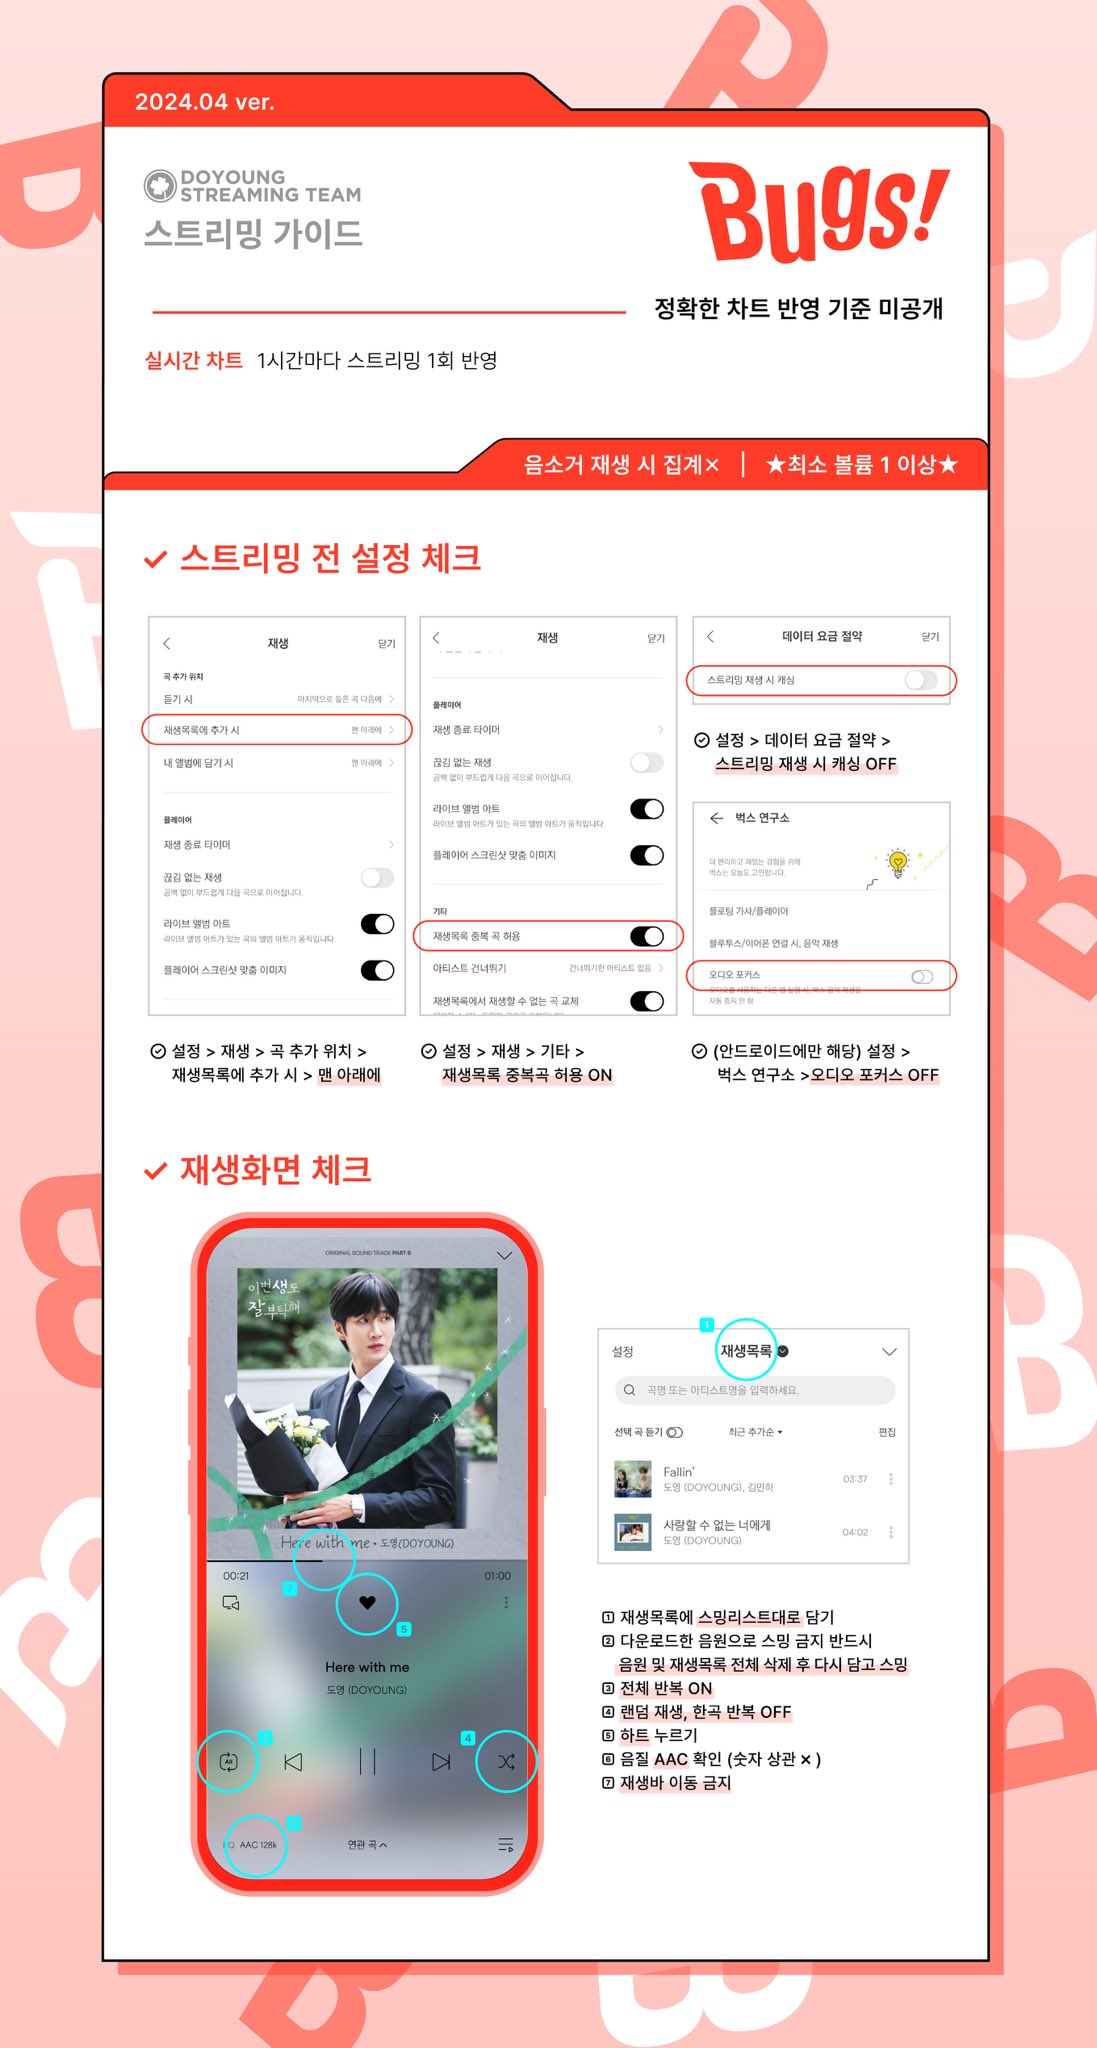 2024.04 ver.
DOYOUNG
STREAMING TEAM
스트리밍 가이드
Bugs!
정확한 차트 반영 기준 미공개
실시간 차트 1시간마다 스트리밍 1회 반영
음소거 재생 시 집계× | ★최소 볼륨 1 이상★
스트리밍 전 설정 체크
재생 닫기
곡 추가 위치
듣기 시 마지막으로 들은 곡 다음에 >
재생목록에 추가 시 맨 아래에 >
내 앨범에 담기 시 맨 아래에 >
플레이어
재생 종료 타이머 >
끊김 없는 재생
공백 없이 부드럽게 다음 곡으로 이어집니다.
라이브 앨범 아트
라이브 앨범 아트가 있는 곡의 앨범 아트가 움직입니다.
플레이어 스크린샷 맞춤 이미지
설정 > 재생 > 곡 추가 위치 >
재생목록에 추가 시 > 맨 아래에
재생 닫기
플레이어
재생 종료 타이머 >
끊김 없는 재생
공백 없이 부드럽게 다음 곡으로 이어집니다.
라이브 앨범 아트
라이브 앨범 아트가 있는 곡의 앨범 아트가 움직입니다.
플레이어 스크린샷 맞춤 이미지
기타
재생목록 중복 곡 허용
아티스트 건너뛰기 건너뛰기한 아티스트 없음 >
재생목록에서 재생할 수 없는 곡 교체
설정 > 재생 > 기타 >
재생목록 중복곡 허용 ON
데이터 요금 절약 닫기
스트리밍 재생 시 캐싱
설정 > 데이터 요금 절약 >
스트리밍 재생 시 캐싱 OFF
벅스 연구소
더 편리하고 재밌는 경험을 위해
벅스는 오늘도 고민합니다.
플로팅 가사/플레이어
블루투스/이어폰 연결 시, 음악 재생
오디오 포커스
오디오를 사용하는 다른 앱 실행 시, 벅스 음악 재생을
자동 중지 안 함
(안드로이드에만 해당) 설정 >
벅스 연구소 >오디오 포커스 OFF
재생화면 체크
ORIGINAL SOUND TRACK PART 6
이번생도
잘부탁해
Here with me • 도영(DOYOUNG)
00:21 01:00
7
5
Here with me
도영 (DOYOUNG)
3
4
All
6
EQ AAC 128k 연관 곡
1
설정 재생목록
곡명 또는 아티스트명을 입력하세요.
선택 곡 듣기 최근 추가순 편집
Fallin' 03:37
도영 (DOYOUNG), 김민하
사랑할 수 없는 너에게 04:02
도영 (DOYOUNG)
1 재생목록에 스밍리스트대로 담기
2 다운로드한 음원으로 스밍 금지 반드시
음원 및 재생목록 전체 삭제 후 다시 담고 스밍
3 전체 반복 ON
4 랜덤 재생, 한곡 반복 OFF
5 하트 누르기
6 음질 AAC 확인 (숫자 상관 × )
7 재생바 이동 금지